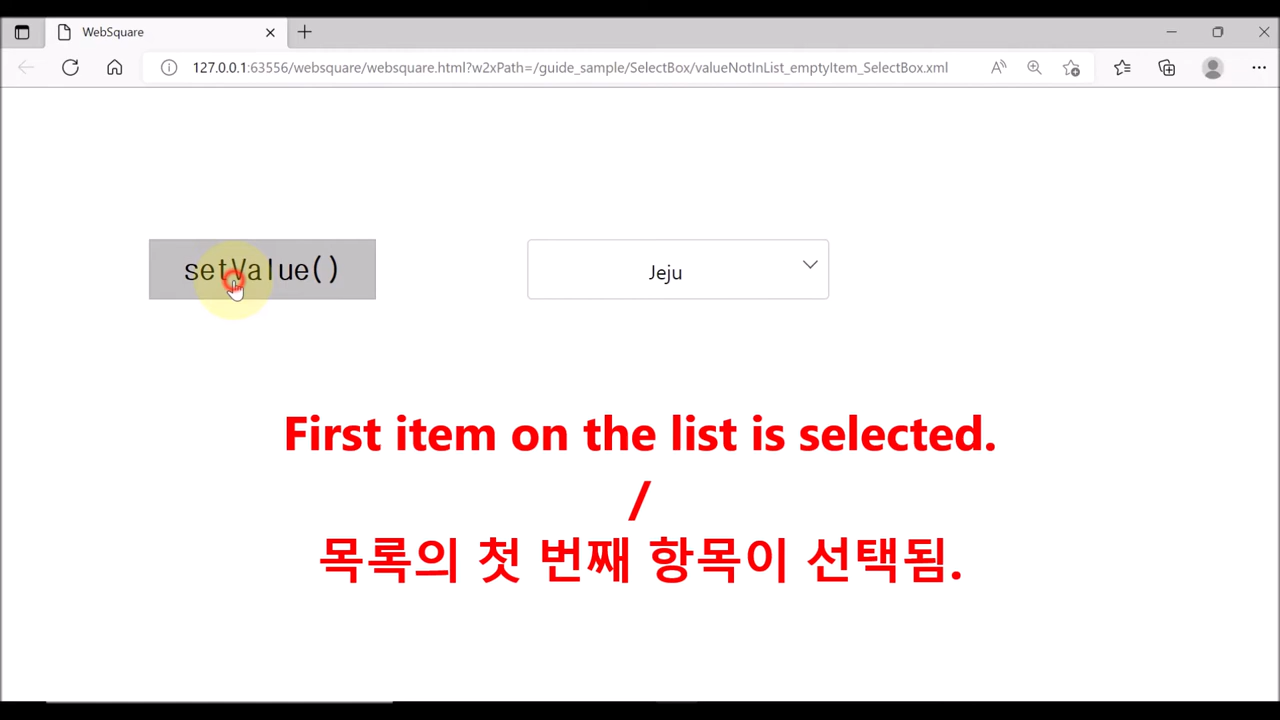 WebSquare
127.0.0.1:63556/websquare/websquare.html?w2xPath=/guide_sample/SelectBox/valueNotInList_emptyItem_SelectBox.xml
setValue()
Jeju
First item on the list is selected.
/
목록의 첫 번째 항목이 선택됨.